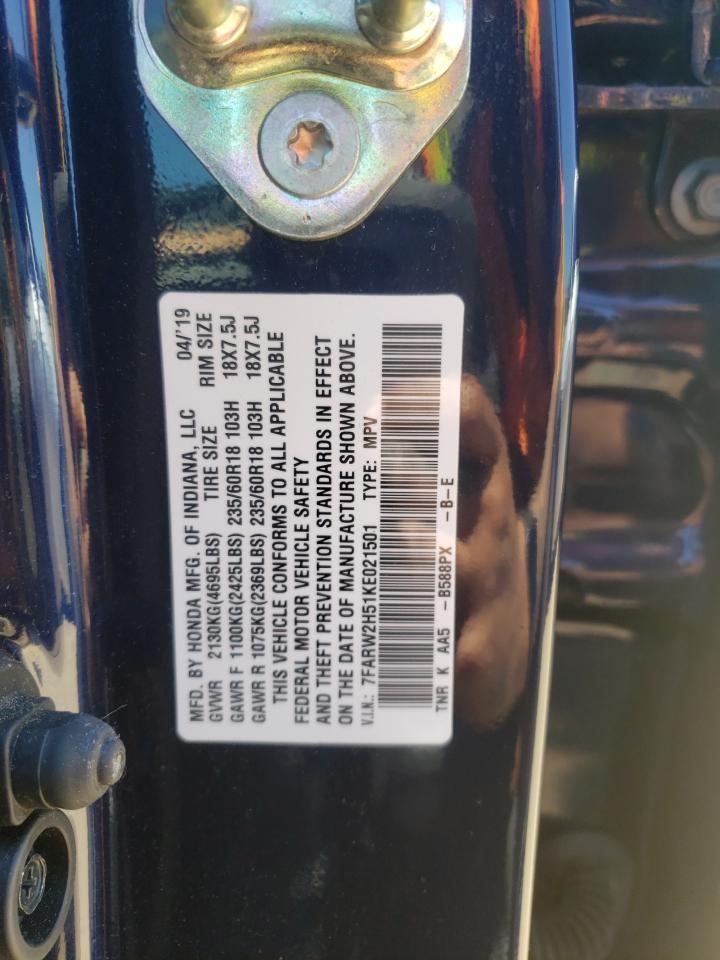 MFD. BY HONDA MFG. OF INDIANA, LLC 04/'19
GVWR 2130KG(4695LBS) TIRE SIZE RIM SIZE
GAWR F 1100KG(2425LBS) 235/60R18 103H 18X7.5J
GAWR R 1075KG(2369LBS) 235/60R18 103H 18X7.5J
THIS VEHICLE CONFORMS TO ALL APPLICABLE
FEDERAL MOTOR VEHICLE SAFETY
AND THEFT PREVENTION STANDARDS IN EFFECT
ON THE DATE OF MANUFACTURE SHOWN ABOVE.
V.I.N.: 7FARW2H51KE021501 TYPE: MPV
TNR K AA5 -B588PX -B-E